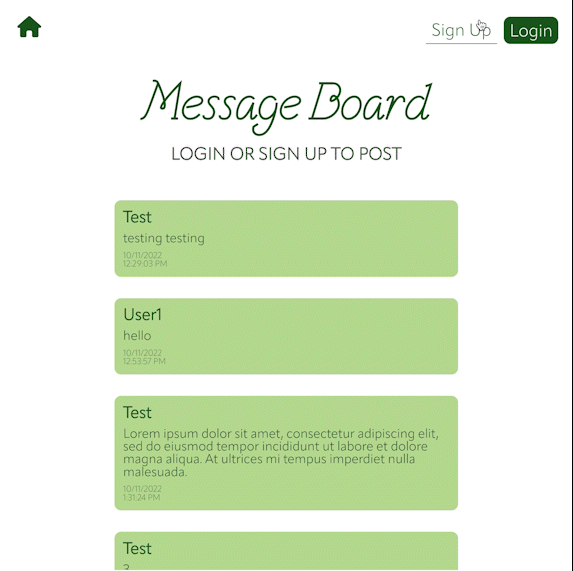 Sign Up
Login
Message Board
LOGIN OR SIGN UP TO POST
Test
testing testing
10/11/2022
12:29:03 PM
User1
hello
10/11/2022
12:53:57 PM
Test
Lorem ipsum dolor sit amet, consectetur adipiscing elit,
sed do eiusmod tempor incididunt ut labore et dolore
magna aliqua. At ultrices mi tempus imperdiet nulla
malesuada.
10/11/2022
1:31:24 PM
Test
3